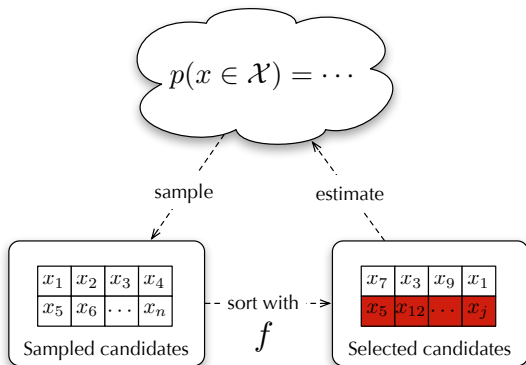 p(x ∈ 𝒳) = ⋯
sample
estimate
x₁ x₂ x₃ x₄
x₅ x₆ ⋯ xₙ
Sampled candidates
sort with
f
x₇ x₃ x₉ x₁
x₅ x₁₂ ⋯ xⱼ
Selected candidates